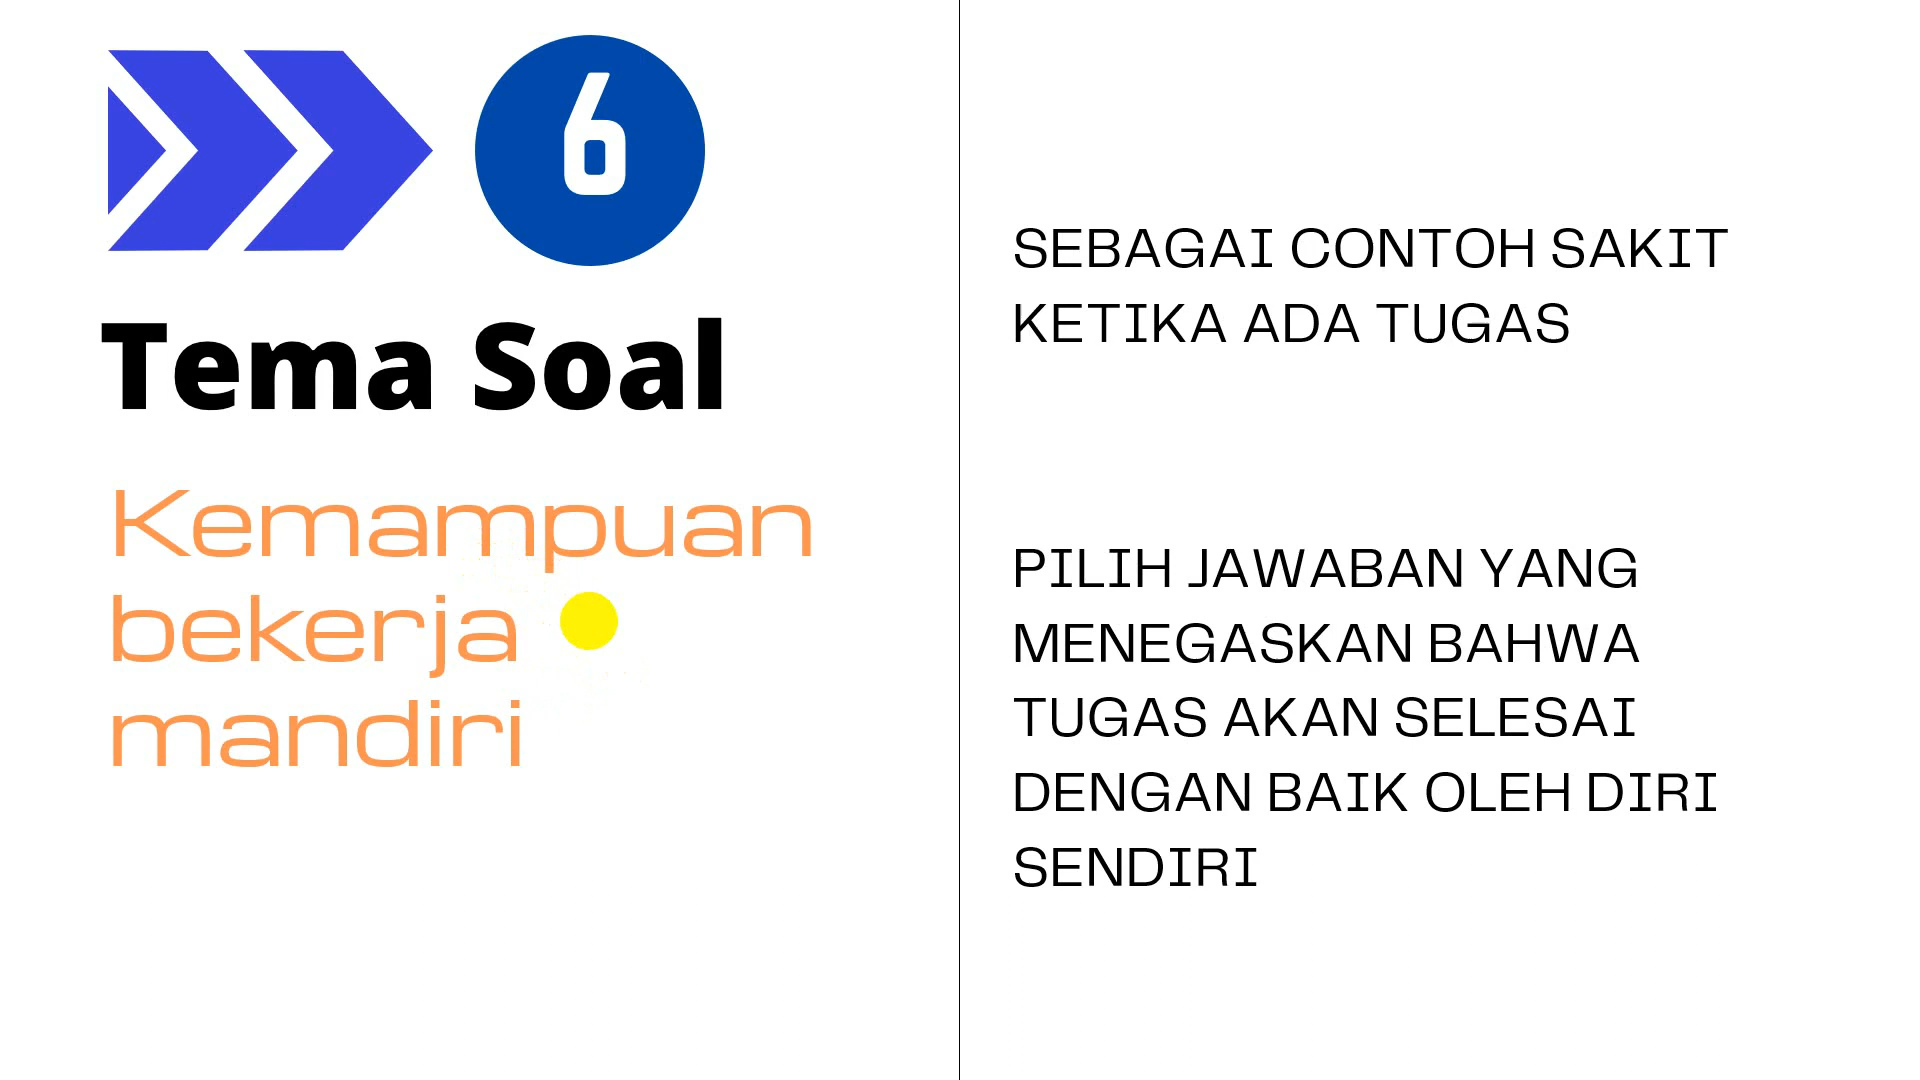 6
Tema Soal
Kemampuan
bekerja
mandiri
SEBAGAI CONTOH SAKIT
KETIKA ADA TUGAS
PILIH JAWABAN YANG
MENEGASKAN BAHWA
TUGAS AKAN SELESAI
DENGAN BAIK OLEH DIRI
SENDIRI